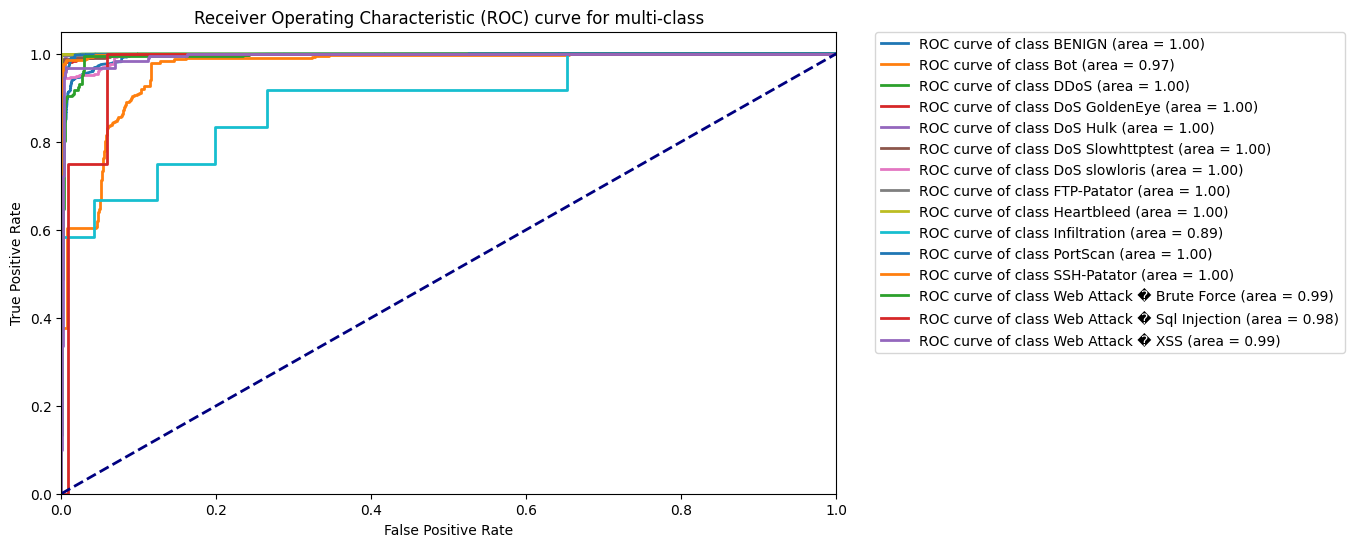 Receiver Operating Characteristic (ROC) curve for multi-class
True Positive Rate
1.0
0.8
0.6
0.4
0.2
0.0
0.0 0.2 0.4 0.6 0.8 1.0
False Positive Rate
ROC curve of class BENIGN (area = 1.00)
ROC curve of class Bot (area = 0.97)
ROC curve of class DDoS (area = 1.00)
ROC curve of class DoS GoldenEye (area = 1.00)
ROC curve of class DoS Hulk (area = 1.00)
ROC curve of class DoS Slowhttptest (area = 1.00)
ROC curve of class DoS slowloris (area = 1.00)
ROC curve of class FTP-Patator (area = 1.00)
ROC curve of class Heartbleed (area = 1.00)
ROC curve of class Infiltration (area = 0.89)
ROC curve of class PortScan (area = 1.00)
ROC curve of class SSH-Patator (area = 1.00)
ROC curve of class Web Attack � Brute Force (area = 0.99)
ROC curve of class Web Attack � Sql Injection (area = 0.98)
ROC curve of class Web Attack � XSS (area = 0.99)